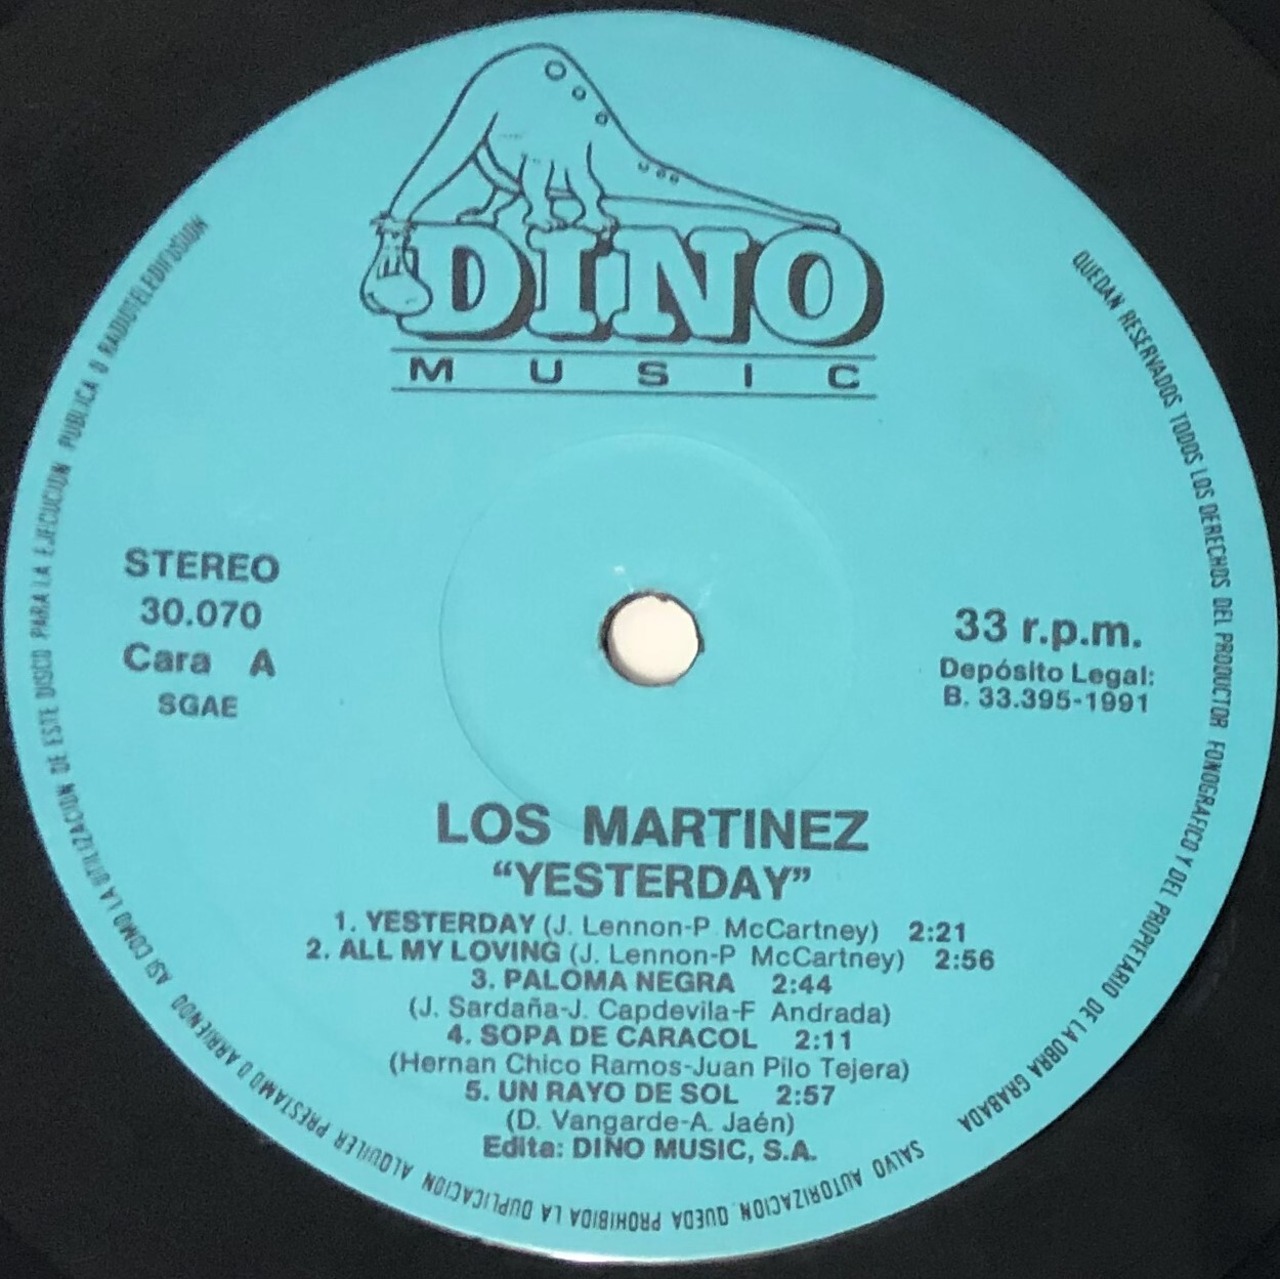 DINO
MUSIC
STEREO
30.070
Cara A
SGAE
33 r.p.m.
Depósito Legal:
B. 33.395-1991
LOS MARTINEZ
“YESTERDAY”
1. YESTERDAY (J. Lennon-P McCartney) 2:21
2. ALL MY LOVING (J. Lennon-P McCartney) 2:56
3. PALOMA NEGRA 2:44
(J. Sardaña-J. Capdevila-F Andrada)
4. SOPA DE CARACOL 2:11
(Hernan Chico Ramos-Juan Pilo Tejera)
5. UN RAYO DE SOL 2:57
(D. Vangarde-A. Jaén)
Edita: DINO MUSIC, S.A.
QUEDAN RESERVADOS TODOS LOS DERECHOS DEL PRODUCTOR FONOGRAFICO Y DEL PROPIETARIO DE LA OBRA GRABADA
SALVO AUTORIZACION QUEDA PROHIBIDA LA DUPLICACION ALQUILER PRESTAMO O ARRIENDO ASI COMO LA UTILIZACION DE ESTE DISCO PARA LA EJECUCION PUBLICA O RADIOTELEDIFUSION